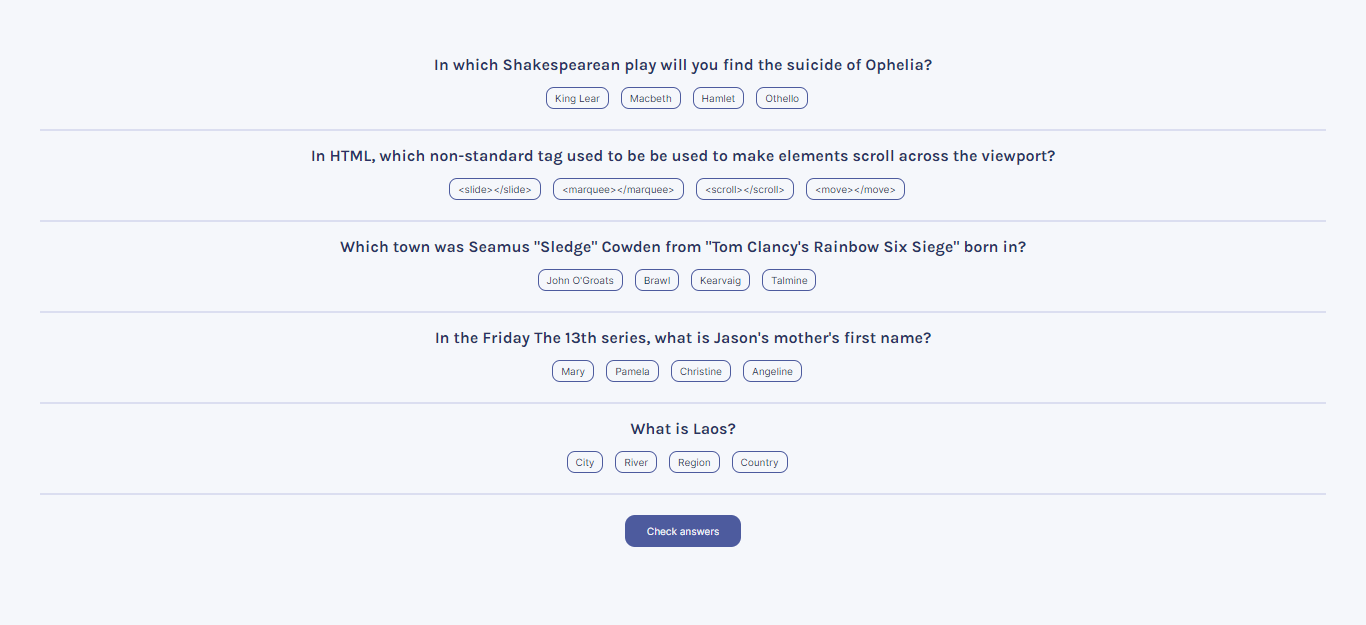 In which Shakespearean play will you find the suicide of Ophelia?
King Lear Macbeth Hamlet Othello
In HTML, which non-standard tag used to be be used to make elements scroll across the viewport?
<slide></slide> <marquee></marquee> <scroll></scroll> <move></move>
Which town was Seamus "Sledge" Cowden from "Tom Clancy's Rainbow Six Siege" born in?
John O'Groats Brawl Kearvaig Talmine
In the Friday The 13th series, what is Jason's mother's first name?
Mary Pamela Christine Angeline
What is Laos?
City River Region Country
Check answers